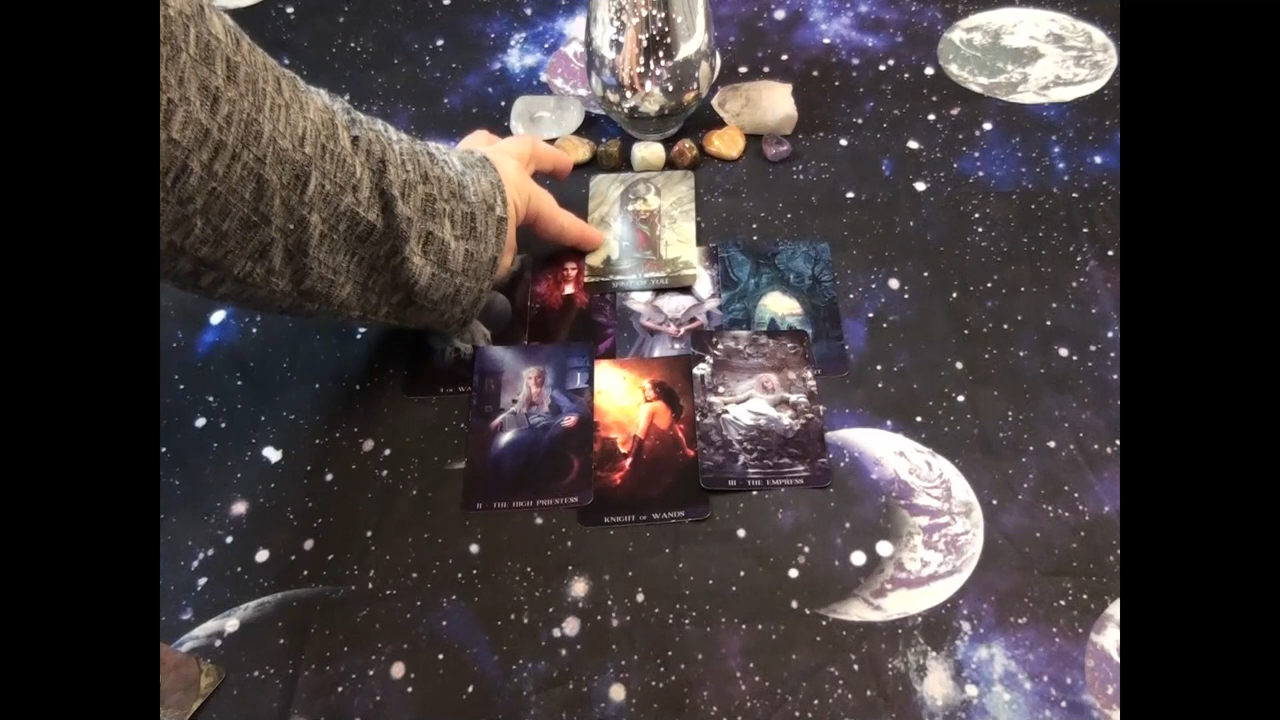 SPIRIT OF YULE
II - THE HIGH PRIESTESS
KNIGHT OF WANDS
III - THE EMPRESS